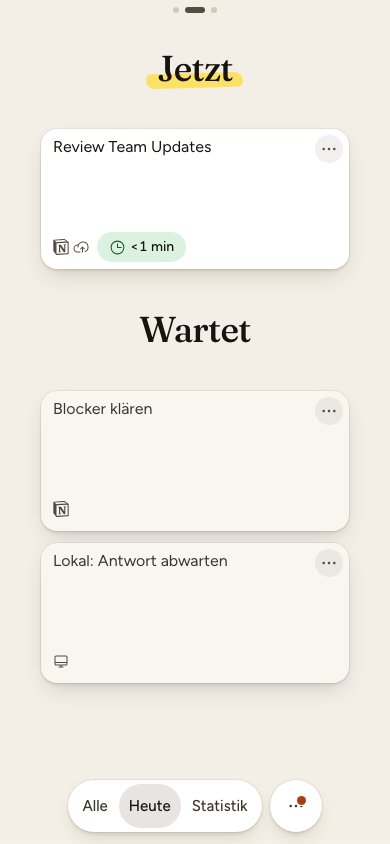 Jetzt
Review Team Updates
<1 min
Wartet
Blocker klären
Lokal: Antwort abwarten
Alle
Heute
Statistik